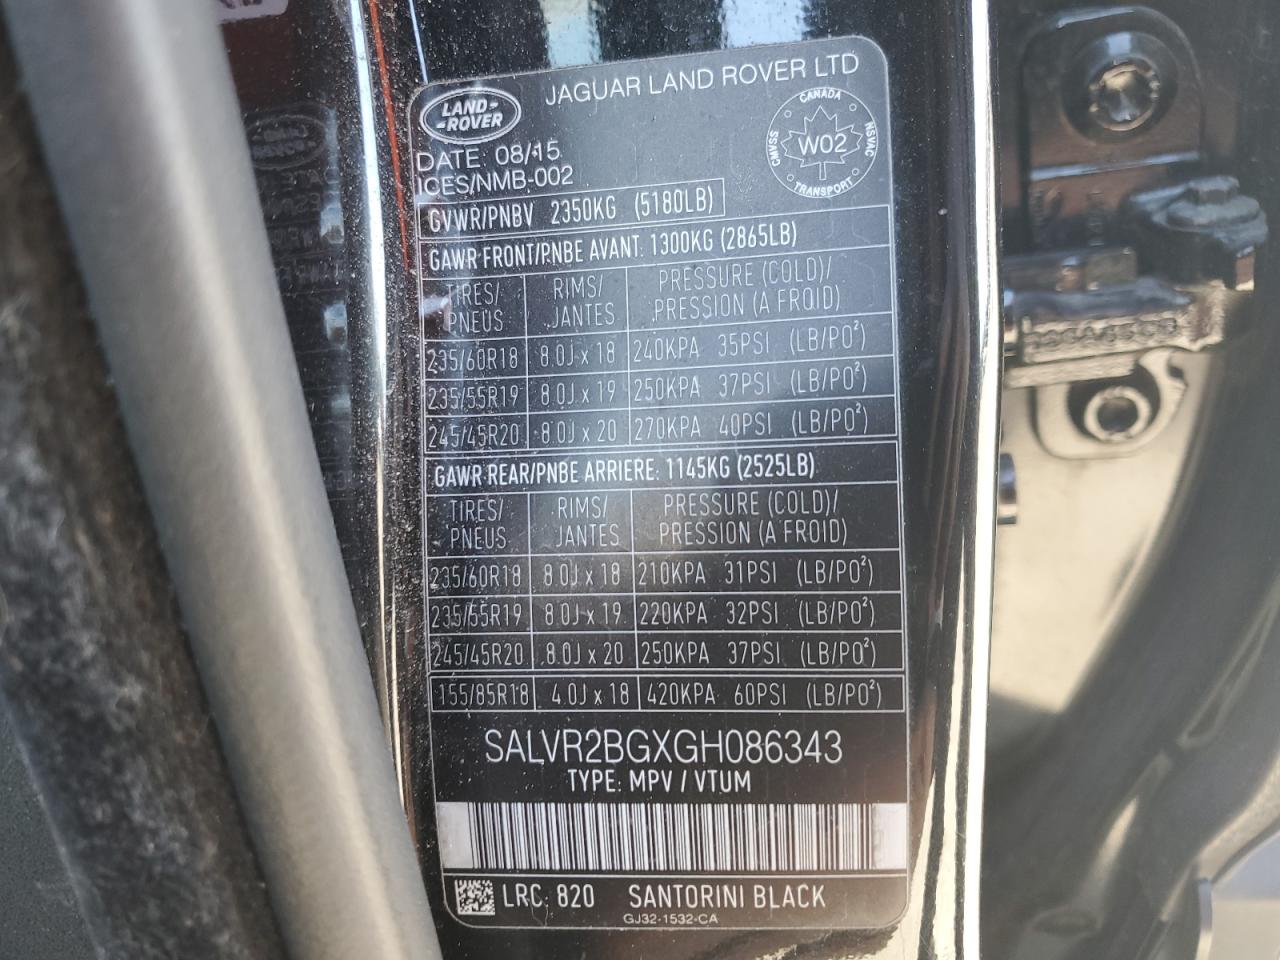 LAND-
-ROVER
JAGUAR LAND ROVER LTD
DATE: 08/15
ICES/NMB-002
CANADA
CMVSS
W02
NSVAC
TRANSPORT
GVWR/PNBV 2350KG (5180LB)
GAWR FRONT/PNBE AVANT: 1300KG (2865LB)
TIRES/ RIMS/ PRESSURE (COLD)/
PNEUS JANTES PRESSION (A FROID)
235/60R18 8.0J x 18 240KPA 35PSI (LB/PO²)
235/55R19 8.0J x 19 250KPA 37PSI (LB/PO²)
245/45R20 8.0J x 20 270KPA 40PSI (LB/PO²)
GAWR REAR/PNBE ARRIERE: 1145KG (2525LB)
TIRES/ RIMS/ PRESSURE (COLD)/
PNEUS JANTES PRESSION (A FROID)
235/60R18 8.0J x 18 210KPA 31PSI (LB/PO²)
235/55R19 8.0J x 19 220KPA 32PSI (LB/PO²)
245/45R20 8.0J x 20 250KPA 37PSI (LB/PO²)
155/85R18 4.0J x 18 420KPA 60PSI (LB/PO²)
SALVR2BGXGH086343
TYPE: MPV / VTUM
LRC: 820 SANTORINI BLACK
GJ32-1532-CA